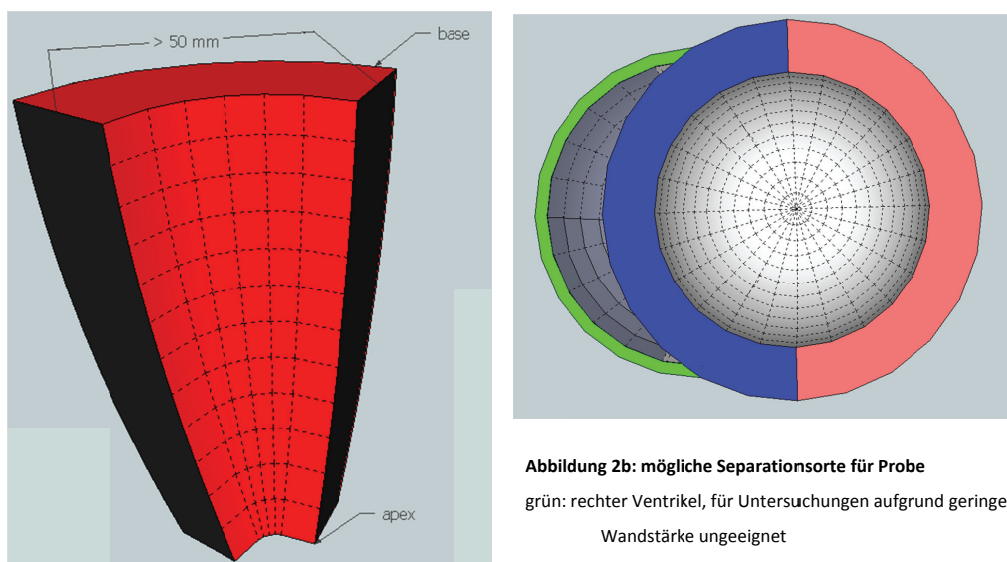 > 50 mm
base
apex
Abbildung 2b: mögliche Separationsorte für Probe
grün: rechter Ventrikel, für Untersuchungen aufgrund geringe
Wandstärke ungeeignet